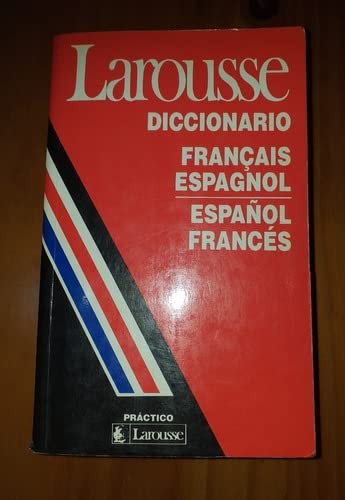 Larousse
DICCIONARIO
FRANÇAIS
ESPAGNOL
ESPAÑOL
FRANCÉS
PRÁCTICO
Larousse